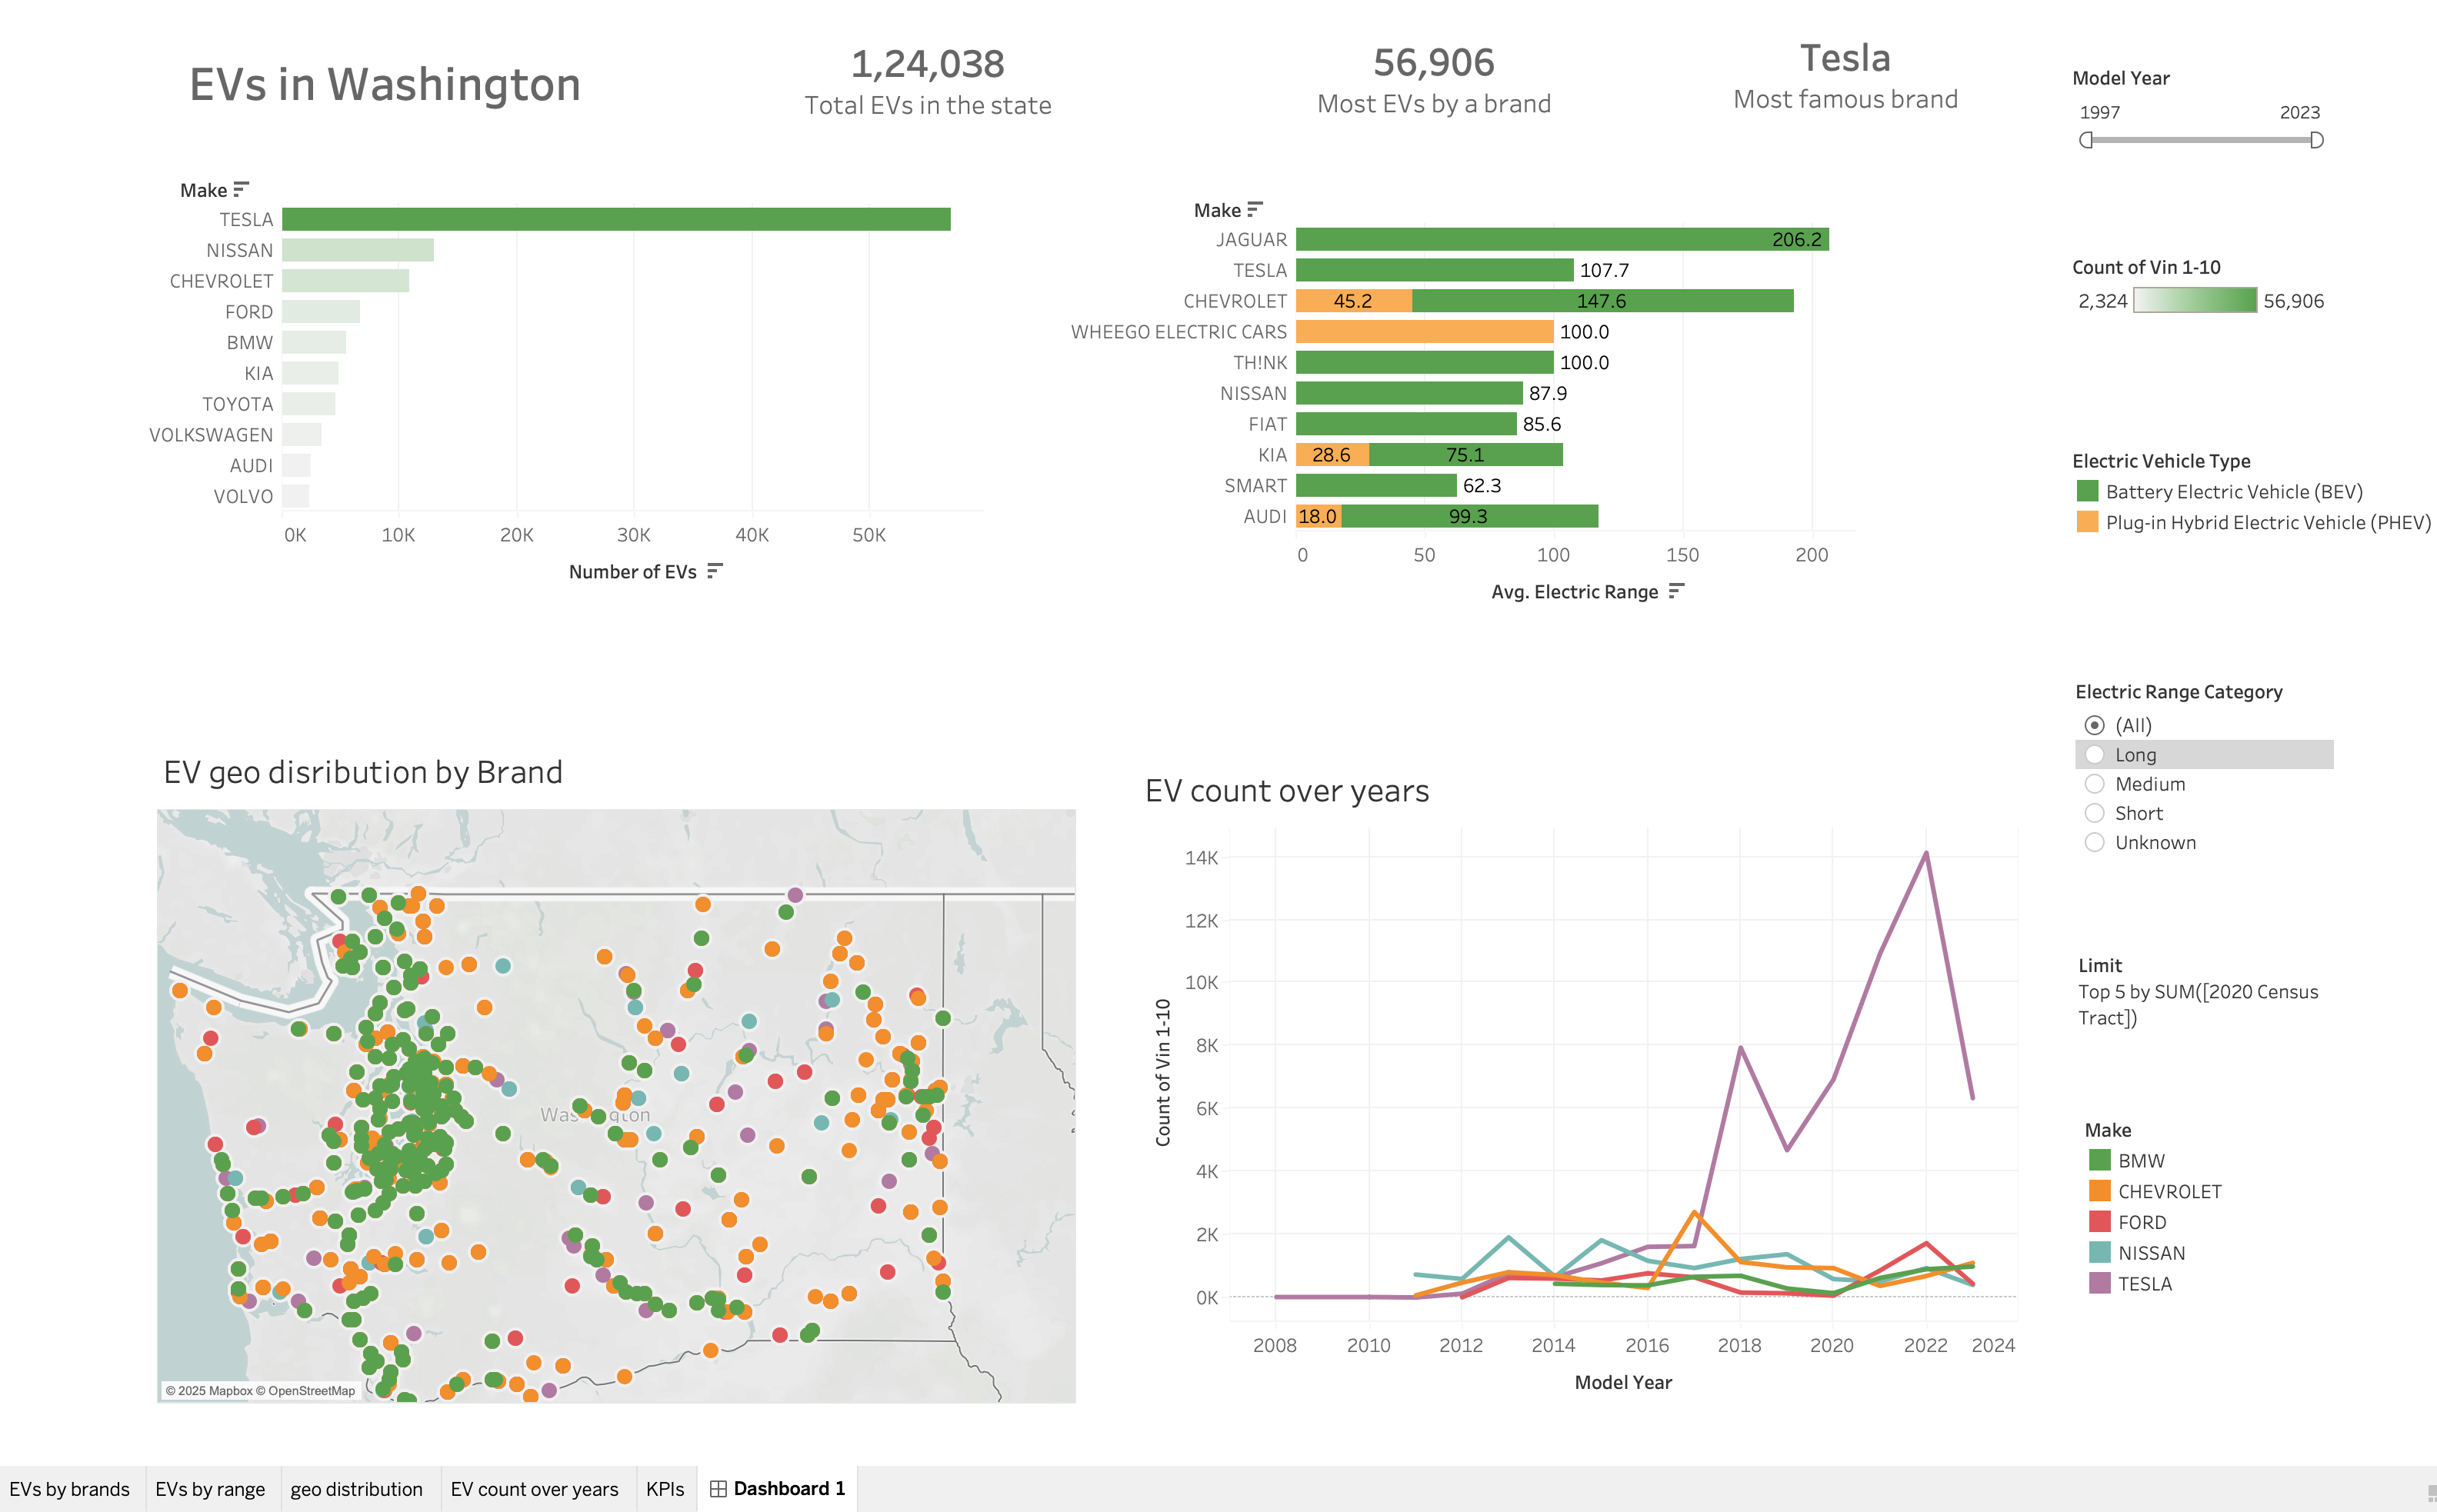 EVs in Washington
1,24,038
Total EVs in the state
56,906
Most EVs by a brand
Tesla
Most famous brand
Model Year
1997 2023
Make
TESLA
NISSAN
CHEVROLET
FORD
BMW
KIA
TOYOTA
VOLKSWAGEN
AUDI
VOLVO
0K 10K 20K 30K 40K 50K
Number of EVs
Make
JAGUAR 206.2
TESLA 107.7
CHEVROLET 45.2 147.6
WHEEGO ELECTRIC CARS 100.0
TH!NK 100.0
NISSAN 87.9
FIAT 85.6
KIA 28.6 75.1
SMART 62.3
AUDI 18.0 99.3
0 50 100 150 200
Avg. Electric Range
Count of Vin 1-10
2,324 56,906
Electric Vehicle Type
Battery Electric Vehicle (BEV)
Plug-in Hybrid Electric Vehicle (PHEV)
Electric Range Category
(All)
Long
Medium
Short
Unknown
EV geo disribution by Brand
Washington
© 2025 Mapbox © OpenStreetMap
EV count over years
14K
12K
10K
8K
6K
4K
2K
0K
Count of Vin 1-10
2008 2010 2012 2014 2016 2018 2020 2022 2024
Model Year
Limit
Top 5 by SUM([2020 Census
Tract])
Make
BMW
CHEVROLET
FORD
NISSAN
TESLA
EVs by brands EVs by range geo distribution EV count over years KPIs Dashboard 1